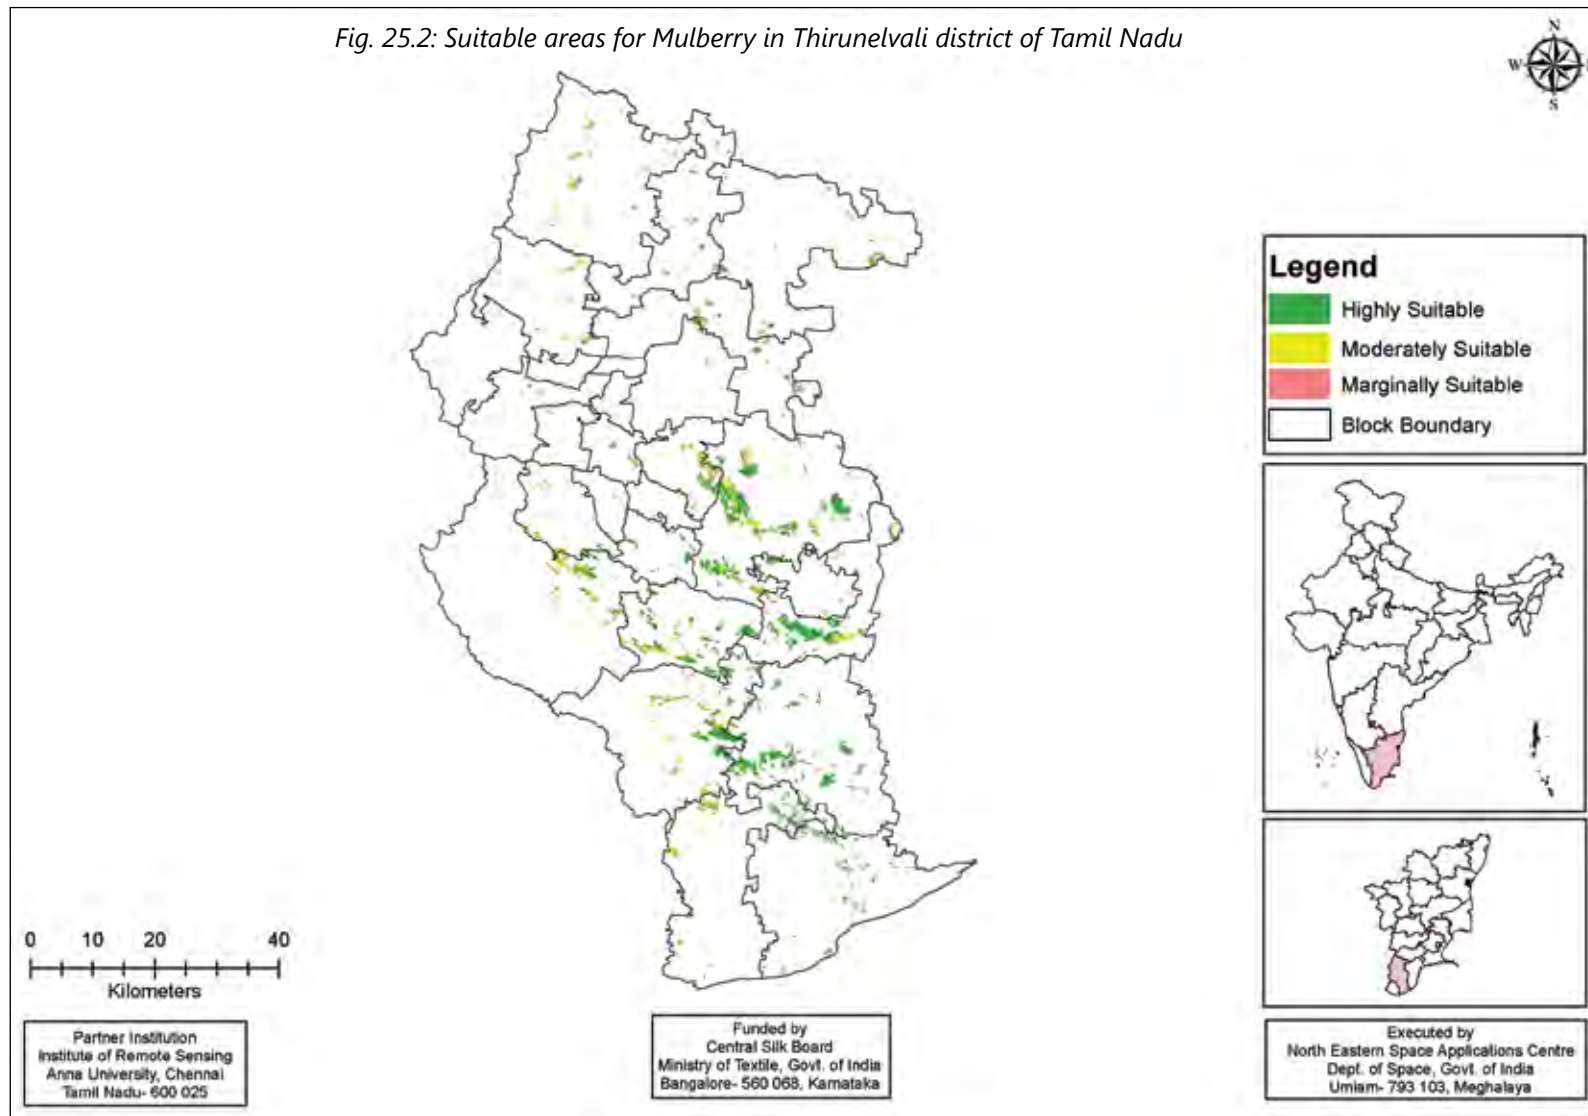 Fig. 25.2: Suitable areas for Mulberry in Thirunelvali district of Tamil Nadu
N
W
S
Legend
Highly Suitable
Moderately Suitable
Marginally Suitable
Block Boundary
0 10 20 40
Kilometers
Partner Institution
Institute of Remote Sensing
Anna University, Chennai
Tamil Nadu- 600 025
Funded by
Central Silk Board
Ministry of Textile, Govt. of India
Bangalore- 560 068, Karnataka
Executed by
North Eastern Space Applications Centre
Dept. of Space, Govt. of India
Umiam- 793 103, Meghalaya